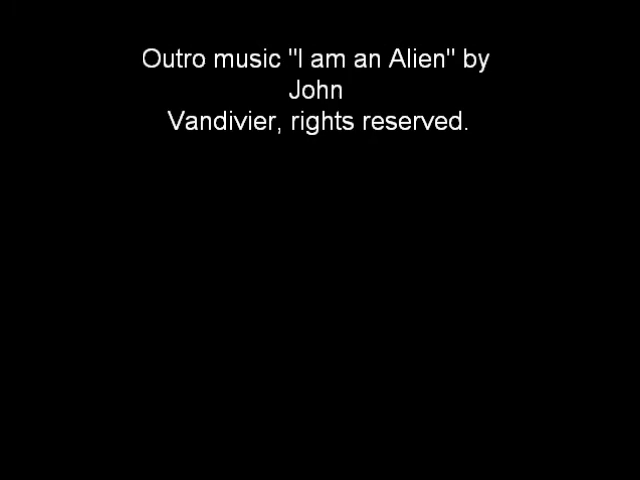 Outro music "I am an Alien" by
John
Vandivier, rights reserved.